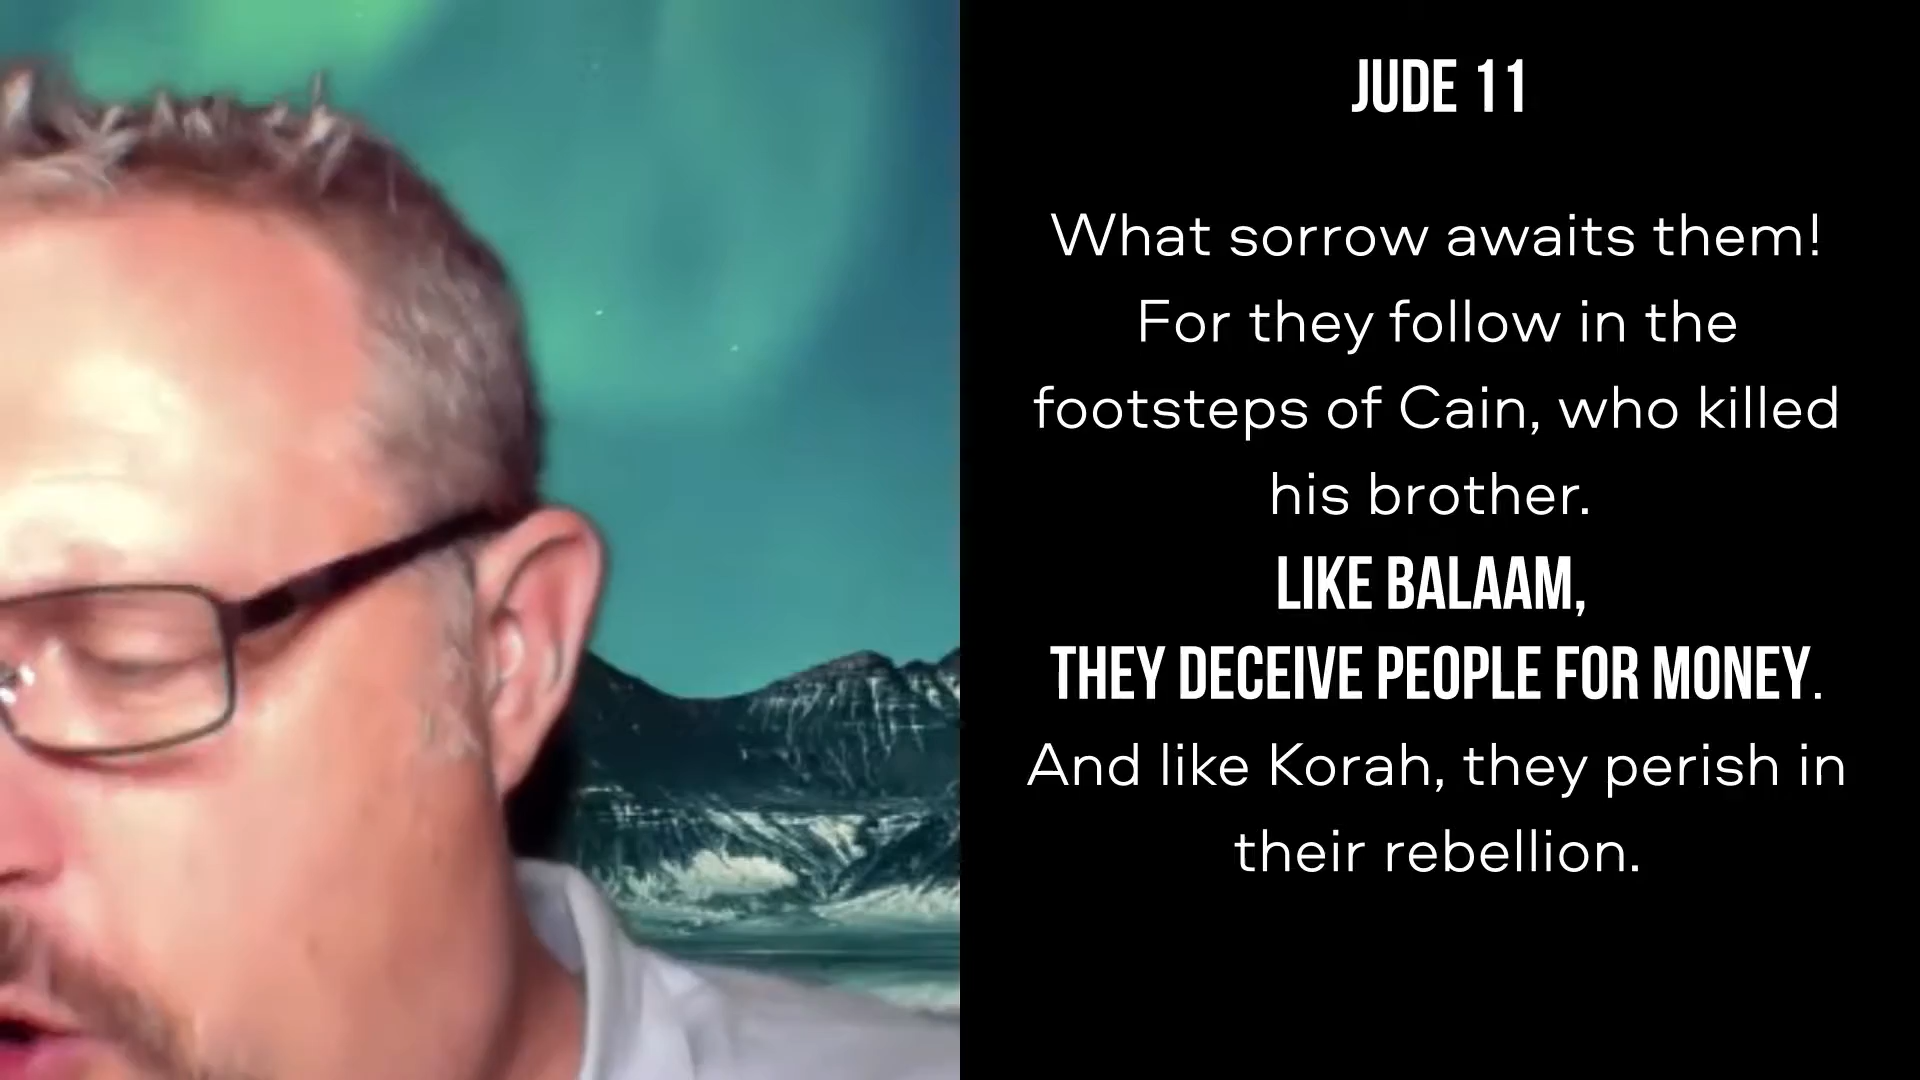 JUDE 11
What sorrow awaits them!
For they follow in the
footsteps of Cain, who killed
his brother.
LIKE BALAAM,
THEY DECEIVE PEOPLE FOR MONEY.
And like Korah, they perish in
their rebellion.